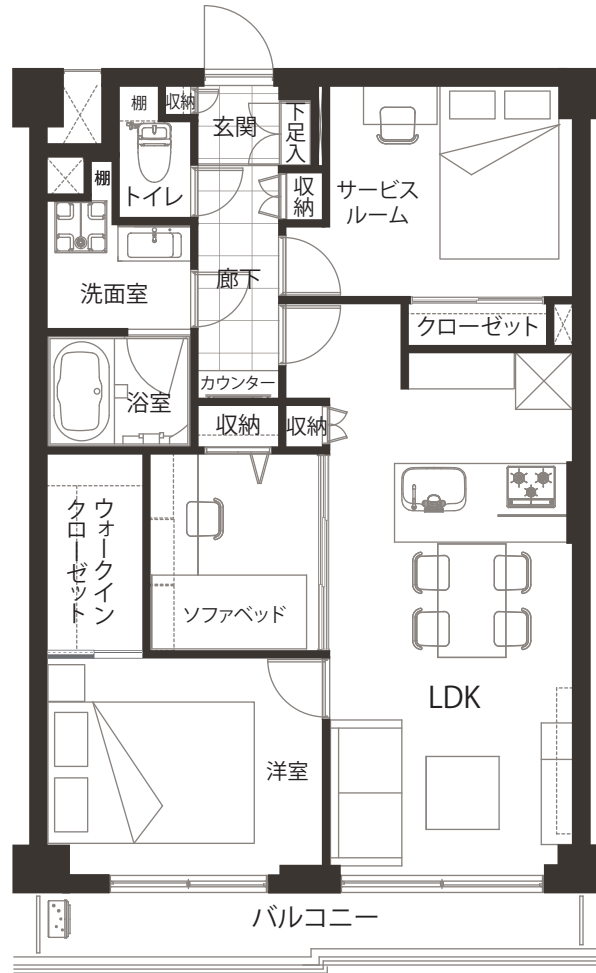 棚
収納
玄関
下足入
トイレ
棚
収納
サービス
ルーム
廊下
洗面室
クローゼット
カウンター
浴室
収納
収納
ウォークイン
クローゼット
ソファベッド
LDK
洋室
バルコニー